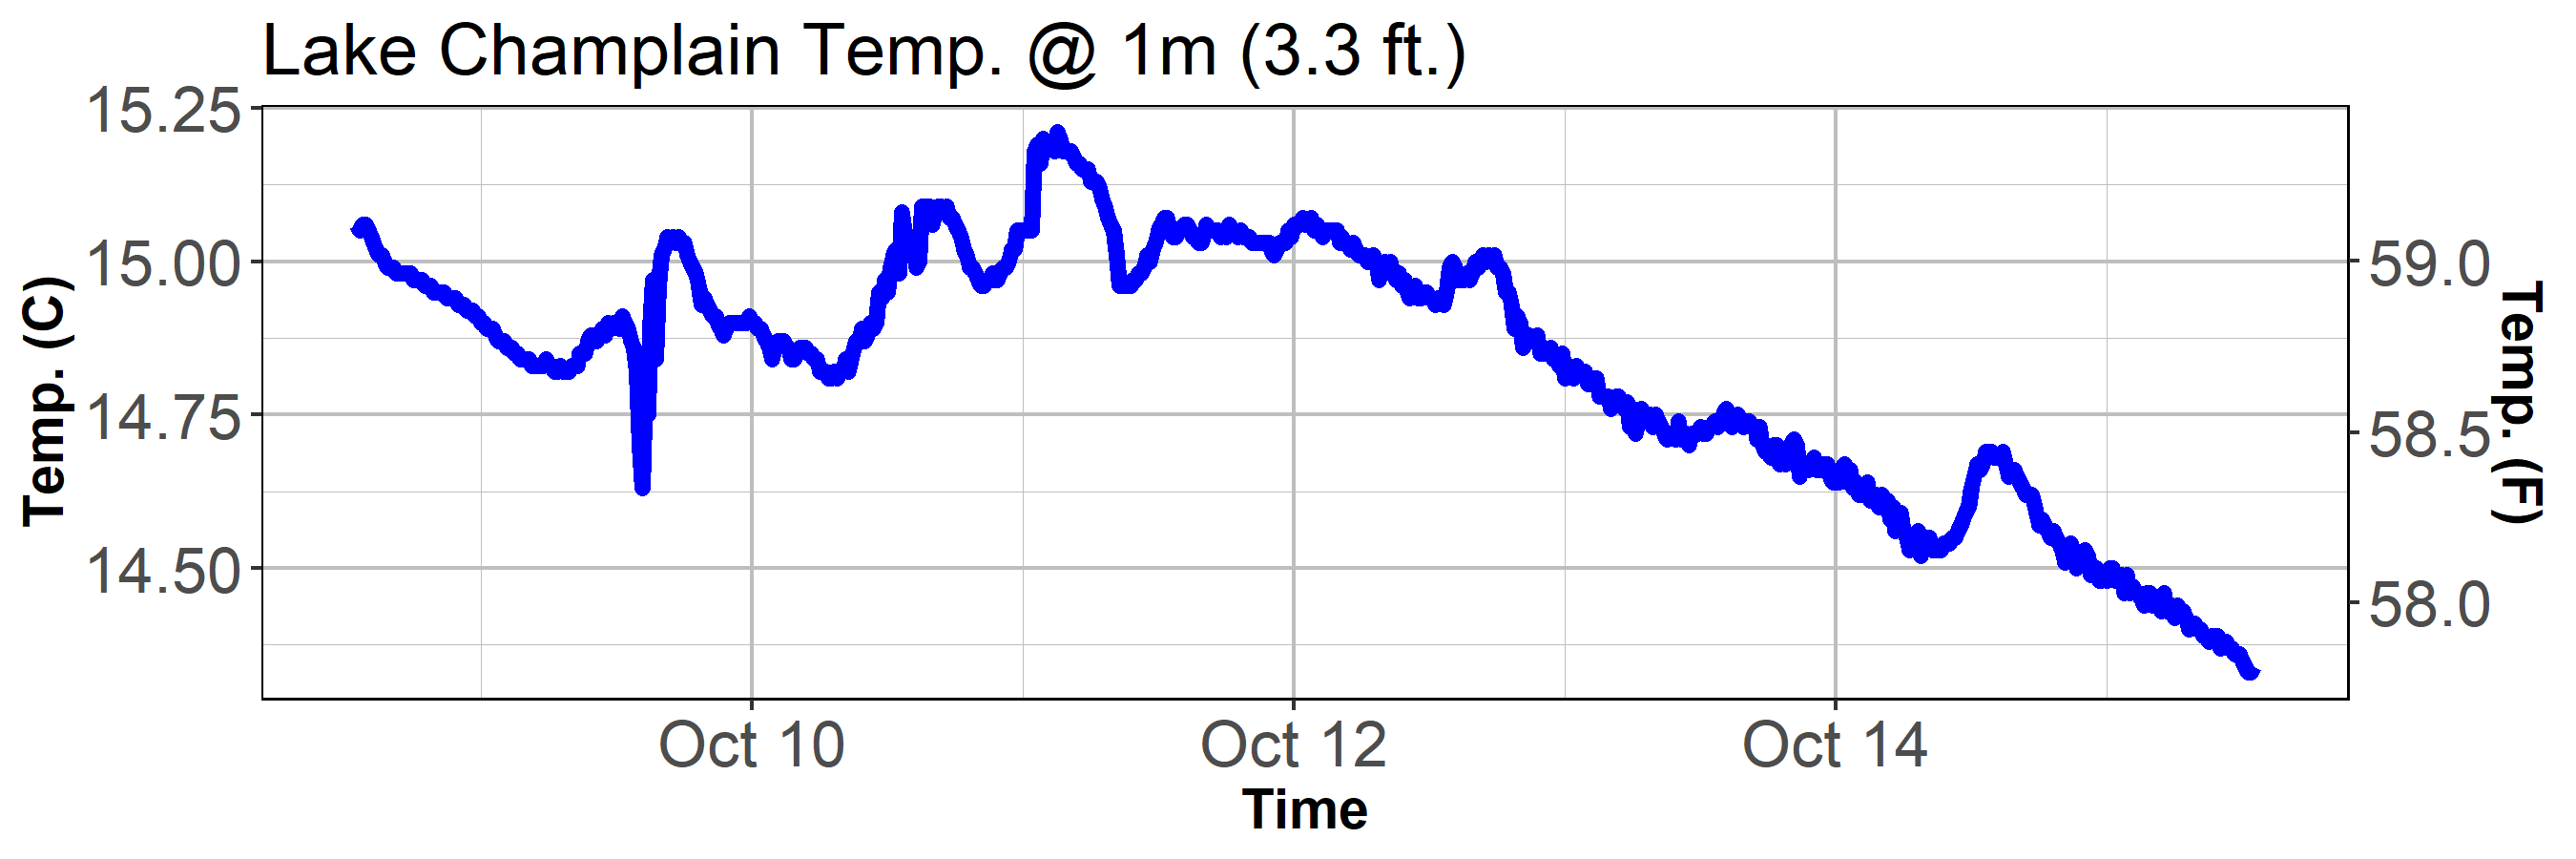 Lake Champlain Temp. @ 1m (3.3 ft.)
15.25
15.00
14.75
14.50
Temp. (C)
59.0
58.5
58.0
Temp. (F)
Oct 10 Oct 12 Oct 14
Time